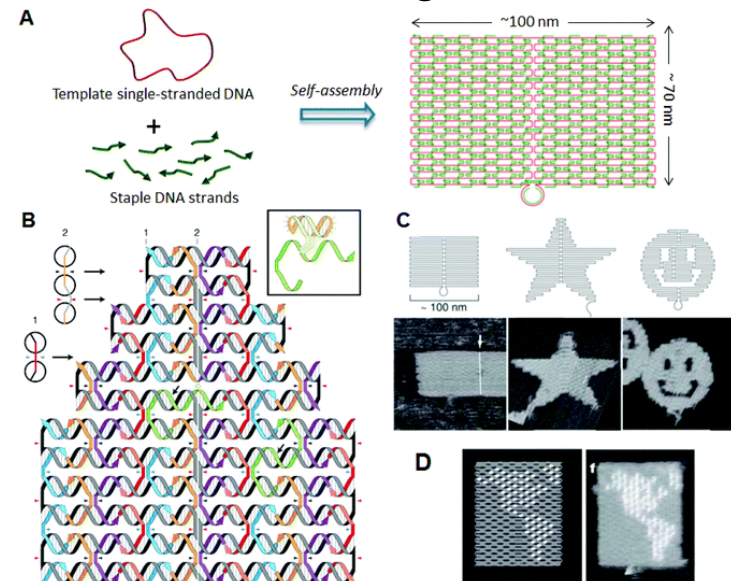 A
Template single-stranded DNA
+
Staple DNA strands
Self-assembly
~100 nm
~ 70 nm
B
2
1
1 2
C
~ 100 nm
D
f